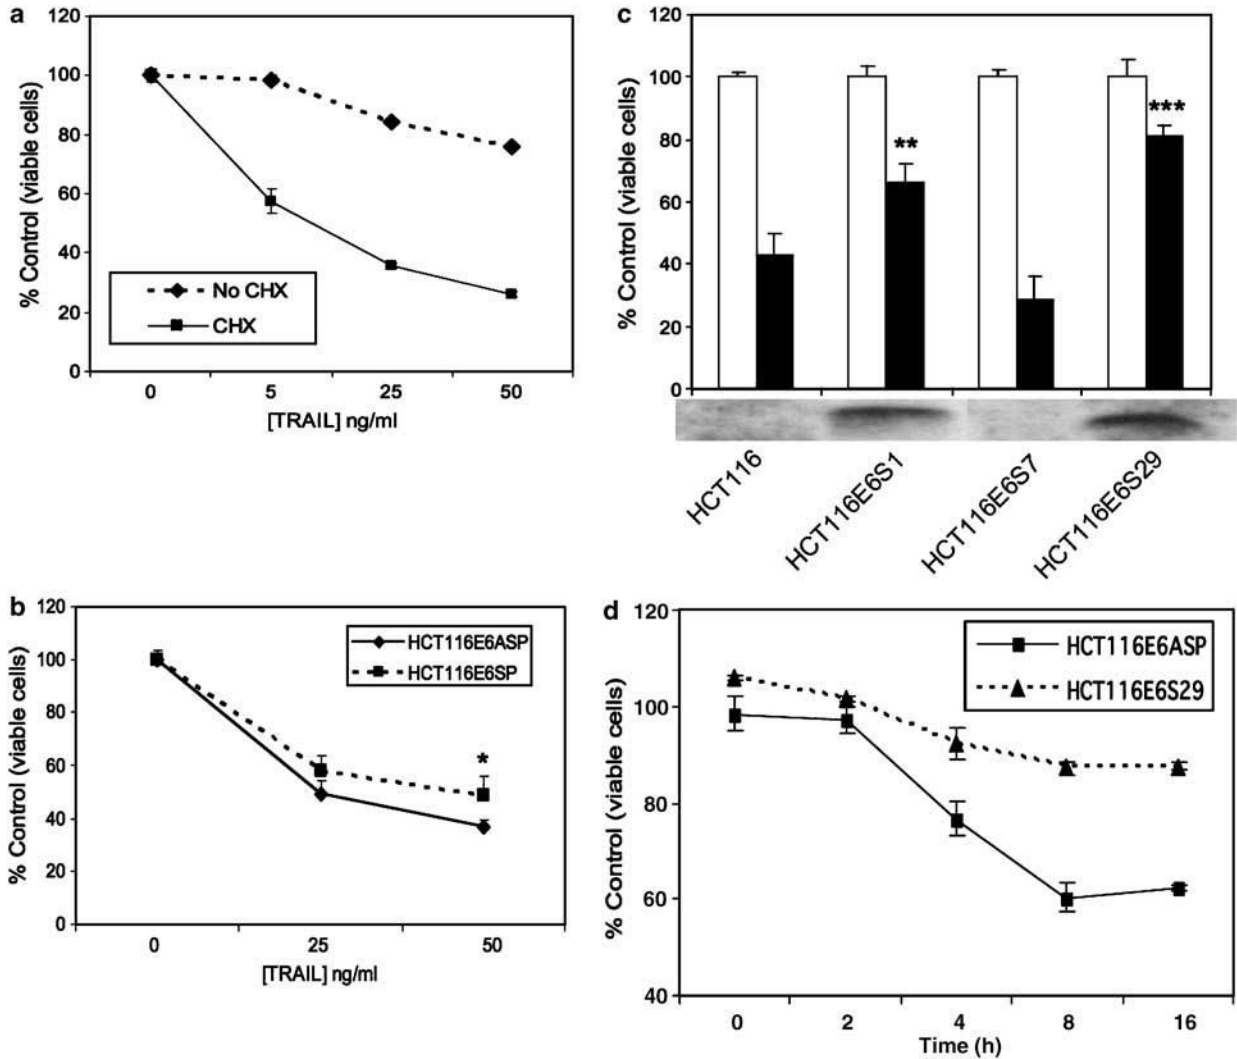 a
120
100
80
60
40
20
0
% Control (viable cells)
No CHX
CHX
0 5 25 50
[TRAIL] ng/ml
c
120
100
80
60
40
20
0
% Control (viable cells)
**
***
HCT116
HCT116E6S1
HCT116E6S7
HCT116E6S29
b
120
100
80
60
40
20
0
% Control (viable cells)
HCT116E6ASP
HCT116E6SP
*
0 25 50
[TRAIL] ng/ml
d
120
100
80
60
40
% Control (viable cells)
HCT116E6ASP
HCT116E6S29
0 2 4 8 16
Time (h)